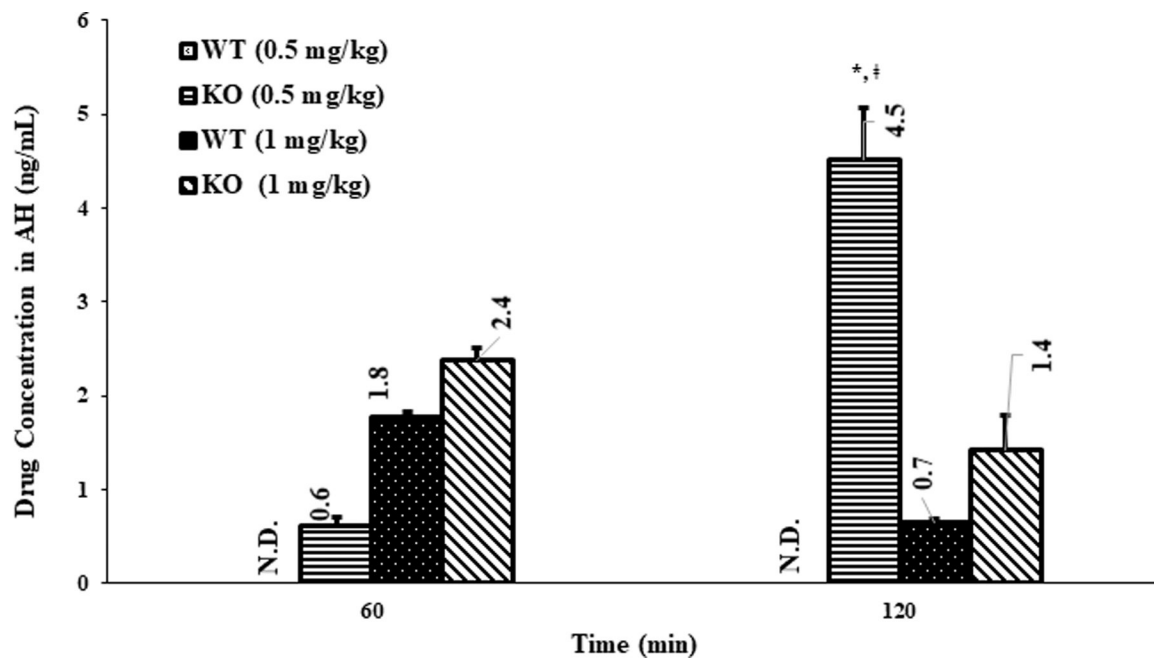 6
5
4
3
2
1
0
Drug Concentration in AH (ng/mL)
WT (0.5 mg/kg)
KO (0.5 mg/kg)
WT (1 mg/kg)
KO (1 mg/kg)
N.D.
0.6
1.8
2.4
N.D.
*,ǂ
4.5
0.7
1.4
60
120
Time (min)